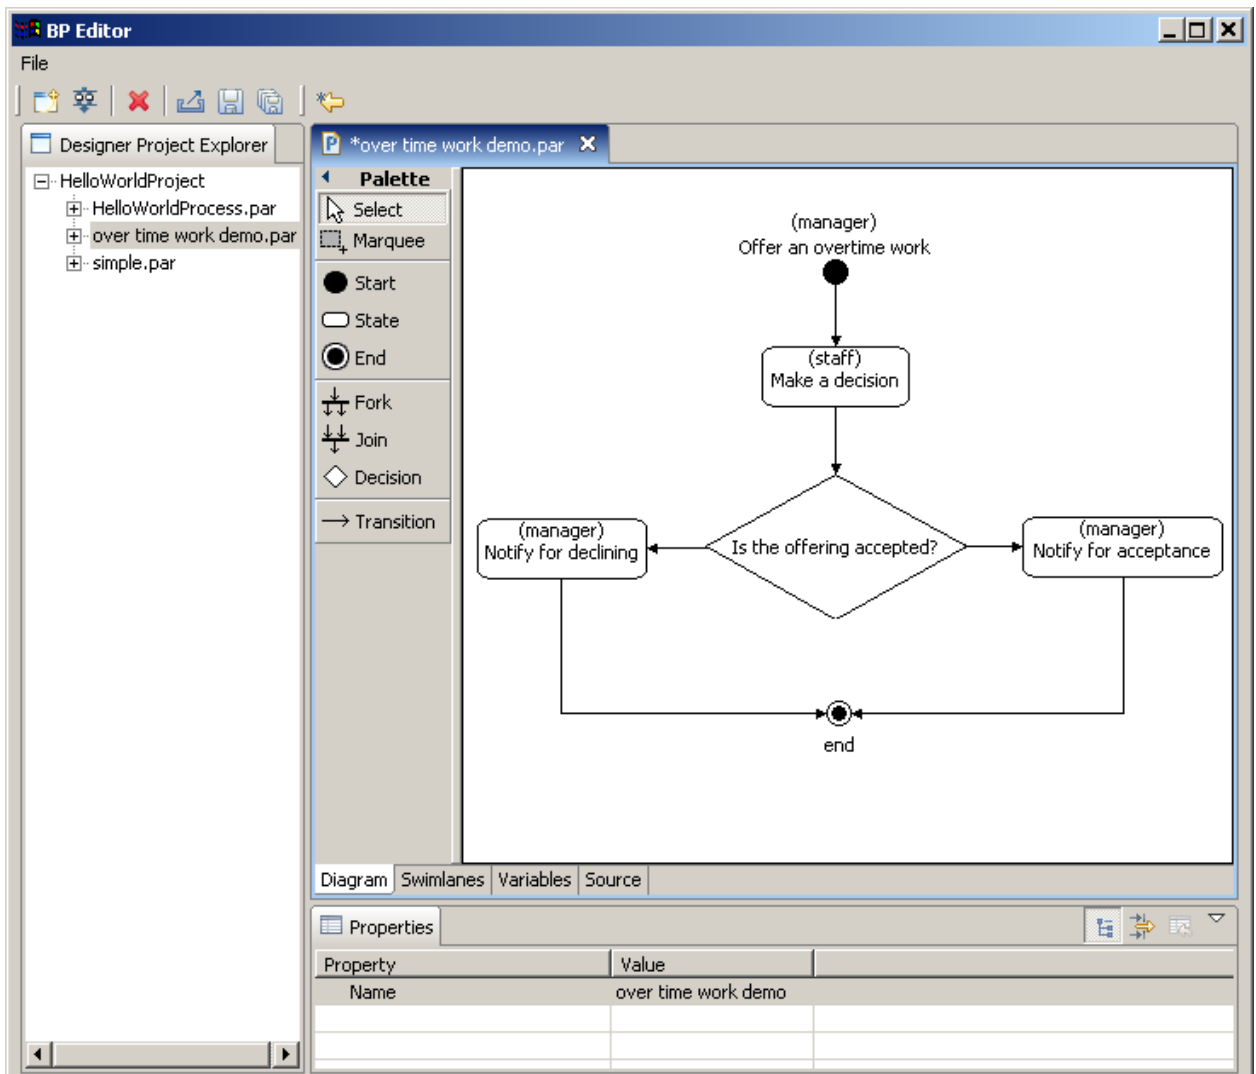 BP Editor
File
Designer Project Explorer
HelloWorldProject
HelloWorldProcess.par
over time work demo.par
simple.par
*over time work demo.par
Palette
Select
Marquee
Start
State
End
Fork
Join
Decision
Transition
(manager)
Offer an overtime work
(staff)
Make a decision
Is the offering accepted?
(manager)
Notify for declining
(manager)
Notify for acceptance
end
Diagram Swimlanes Variables Source
Properties
Property Value
Name over time work demo